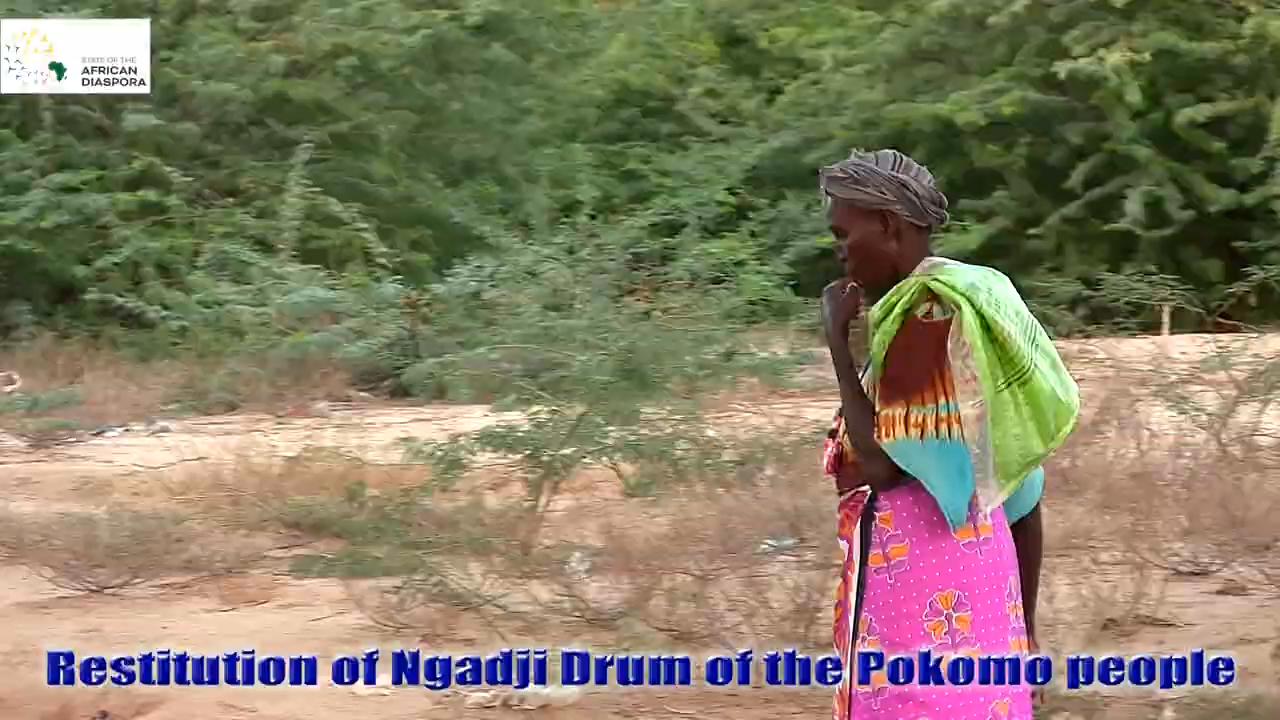 STATE OF THE
AFRICAN
DIASPORA
Restitution of Ngadji Drum of the Pokomo people